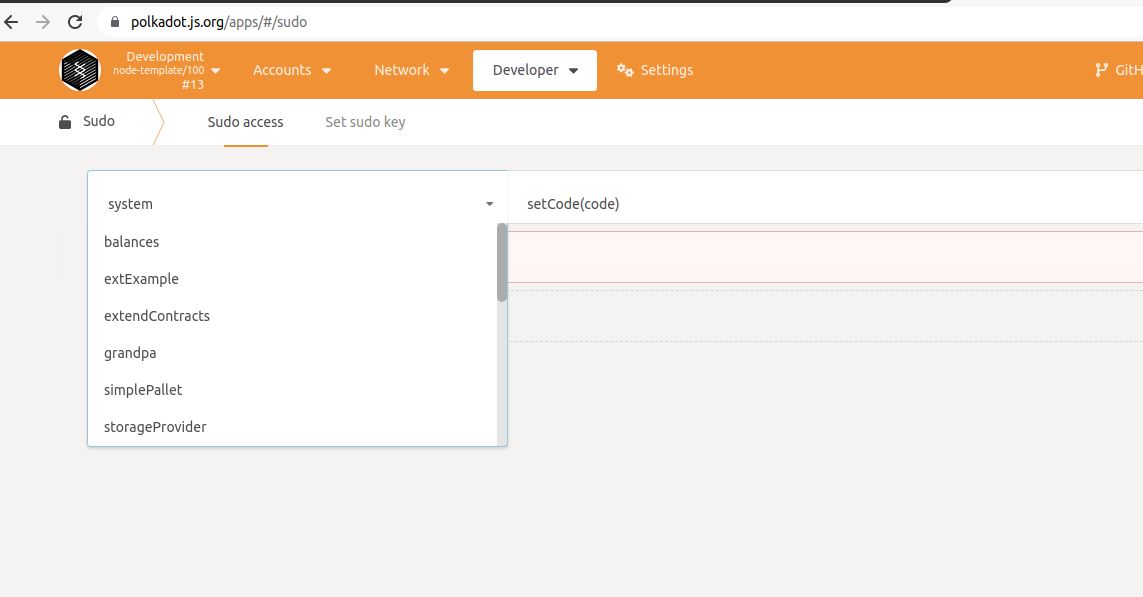 polkadot.js.org/apps/#/sudo
Development
node-template/100
#13
Accounts
Network
Developer
Settings
GitH
Sudo
Sudo access
Set sudo key
system
setCode(code)
balances
extExample
extendContracts
grandpa
simplePallet
storageProvider